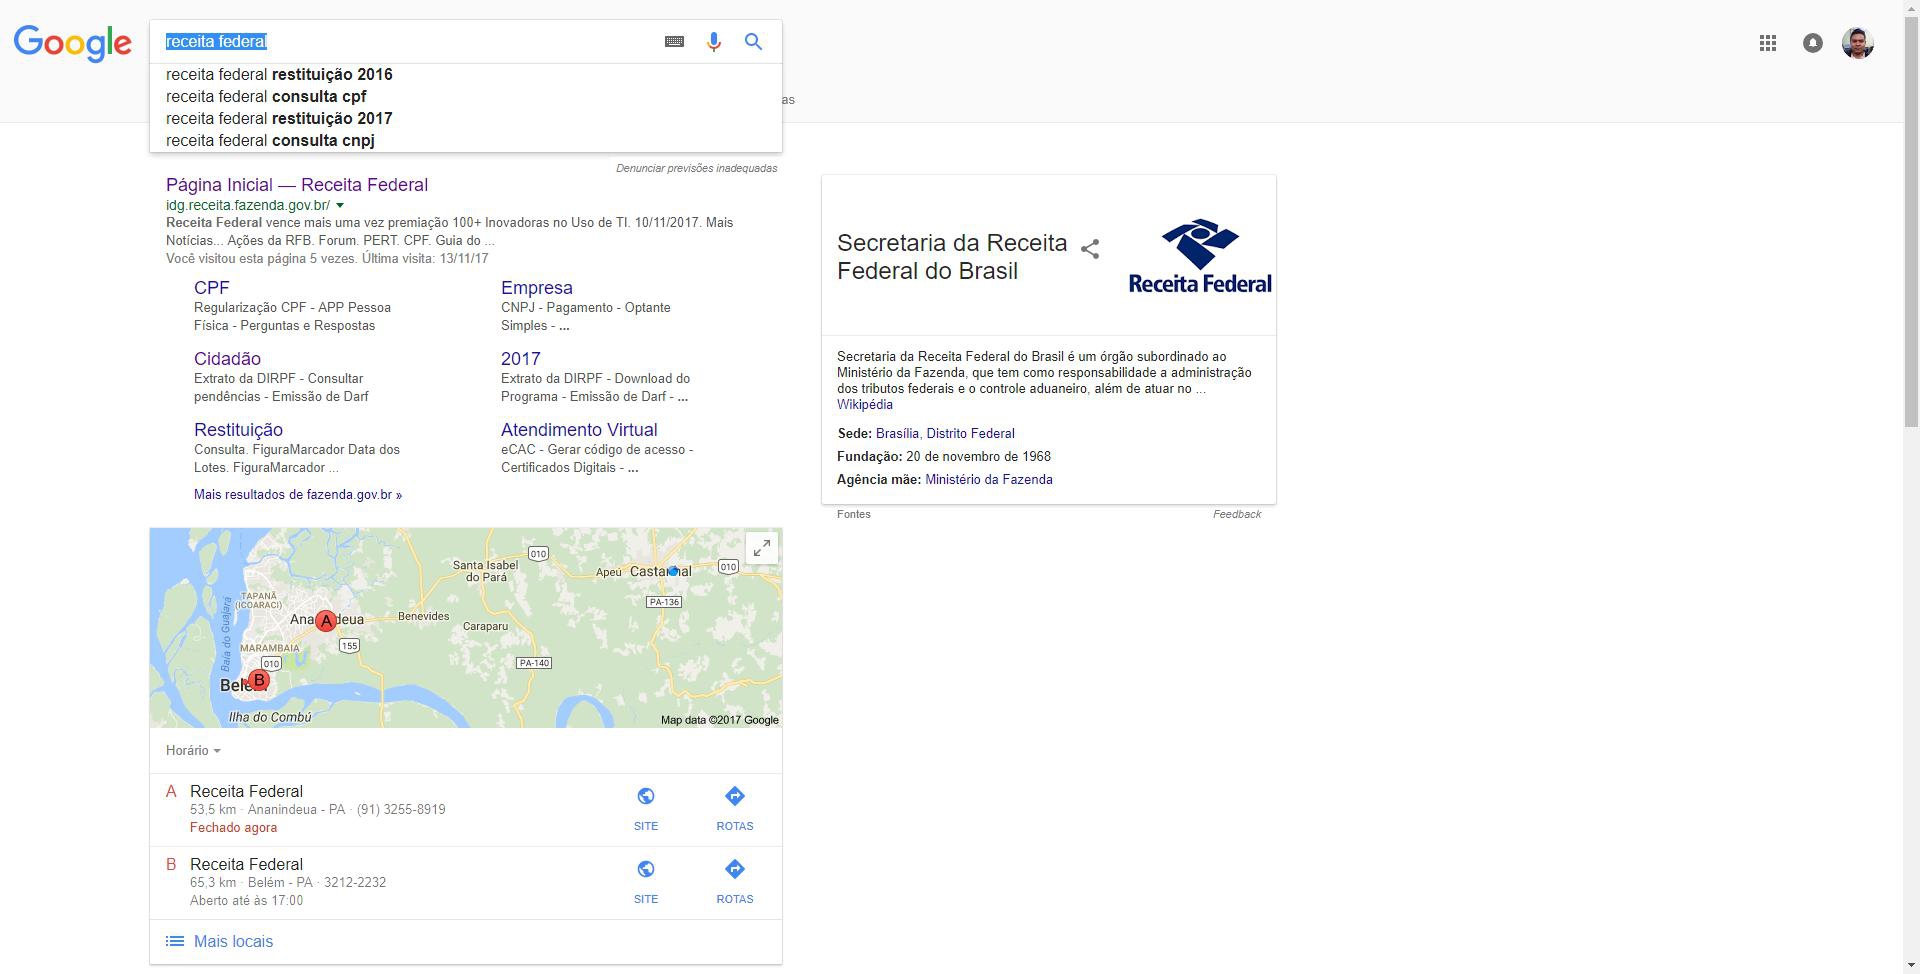 Google
receita federal
receita federal restituição 2016
receita federal consulta cpf
receita federal restituição 2017
receita federal consulta cnpj
as
Denunciar previsões inadequadas
Página Inicial — Receita Federal
idg.receita.fazenda.gov.br/
Receita Federal vence mais uma vez premiação 100+ Inovadoras no Uso de TI. 10/11/2017. Mais
Notícias... Ações da RFB. Forum. PERT. CPF. Guia do ...
Você visitou esta página 5 vezes. Última visita: 13/11/17
CPF
Regularização CPF - APP Pessoa
Física - Perguntas e Respostas
Empresa
CNPJ - Pagamento - Optante
Simples - ...
Cidadão
Extrato da DIRPF - Consultar
pendências - Emissão de Darf
2017
Extrato da DIRPF - Download do
Programa - Emissão de Darf - ...
Restituição
Consulta. FiguraMarcador Data dos
Lotes. FiguraMarcador ...
Atendimento Virtual
eCAC - Gerar código de acesso -
Certificados Digitais - ...
Mais resultados de fazenda.gov.br »
010
Santa Isabel
do Pará
Apeú
Castanhal
010
TAPANÃ
(ICOARACI)
PA-136
Baía do Guajará
Ananindeua
A
Benevides
Caraparu
155
MARAMBAIA
010
PA-140
Belém
B
Ilha do Combú
Map data ©2017 Google
Horário
A Receita Federal
53,5 km · Ananindeua - PA · (91) 3255-8919
Fechado agora
SITE
ROTAS
B Receita Federal
65,3 km · Belém - PA · 3212-2232
Aberto até às 17:00
SITE
ROTAS
Mais locais
Secretaria da Receita
Federal do Brasil
Receita Federal
Secretaria da Receita Federal do Brasil é um órgão subordinado ao
Ministério da Fazenda, que tem como responsabilidade a administração
dos tributos federais e o controle aduaneiro, além de atuar no ...
Wikipédia
Sede: Brasília, Distrito Federal
Fundação: 20 de novembro de 1968
Agência mãe: Ministério da Fazenda
Fontes
Feedback